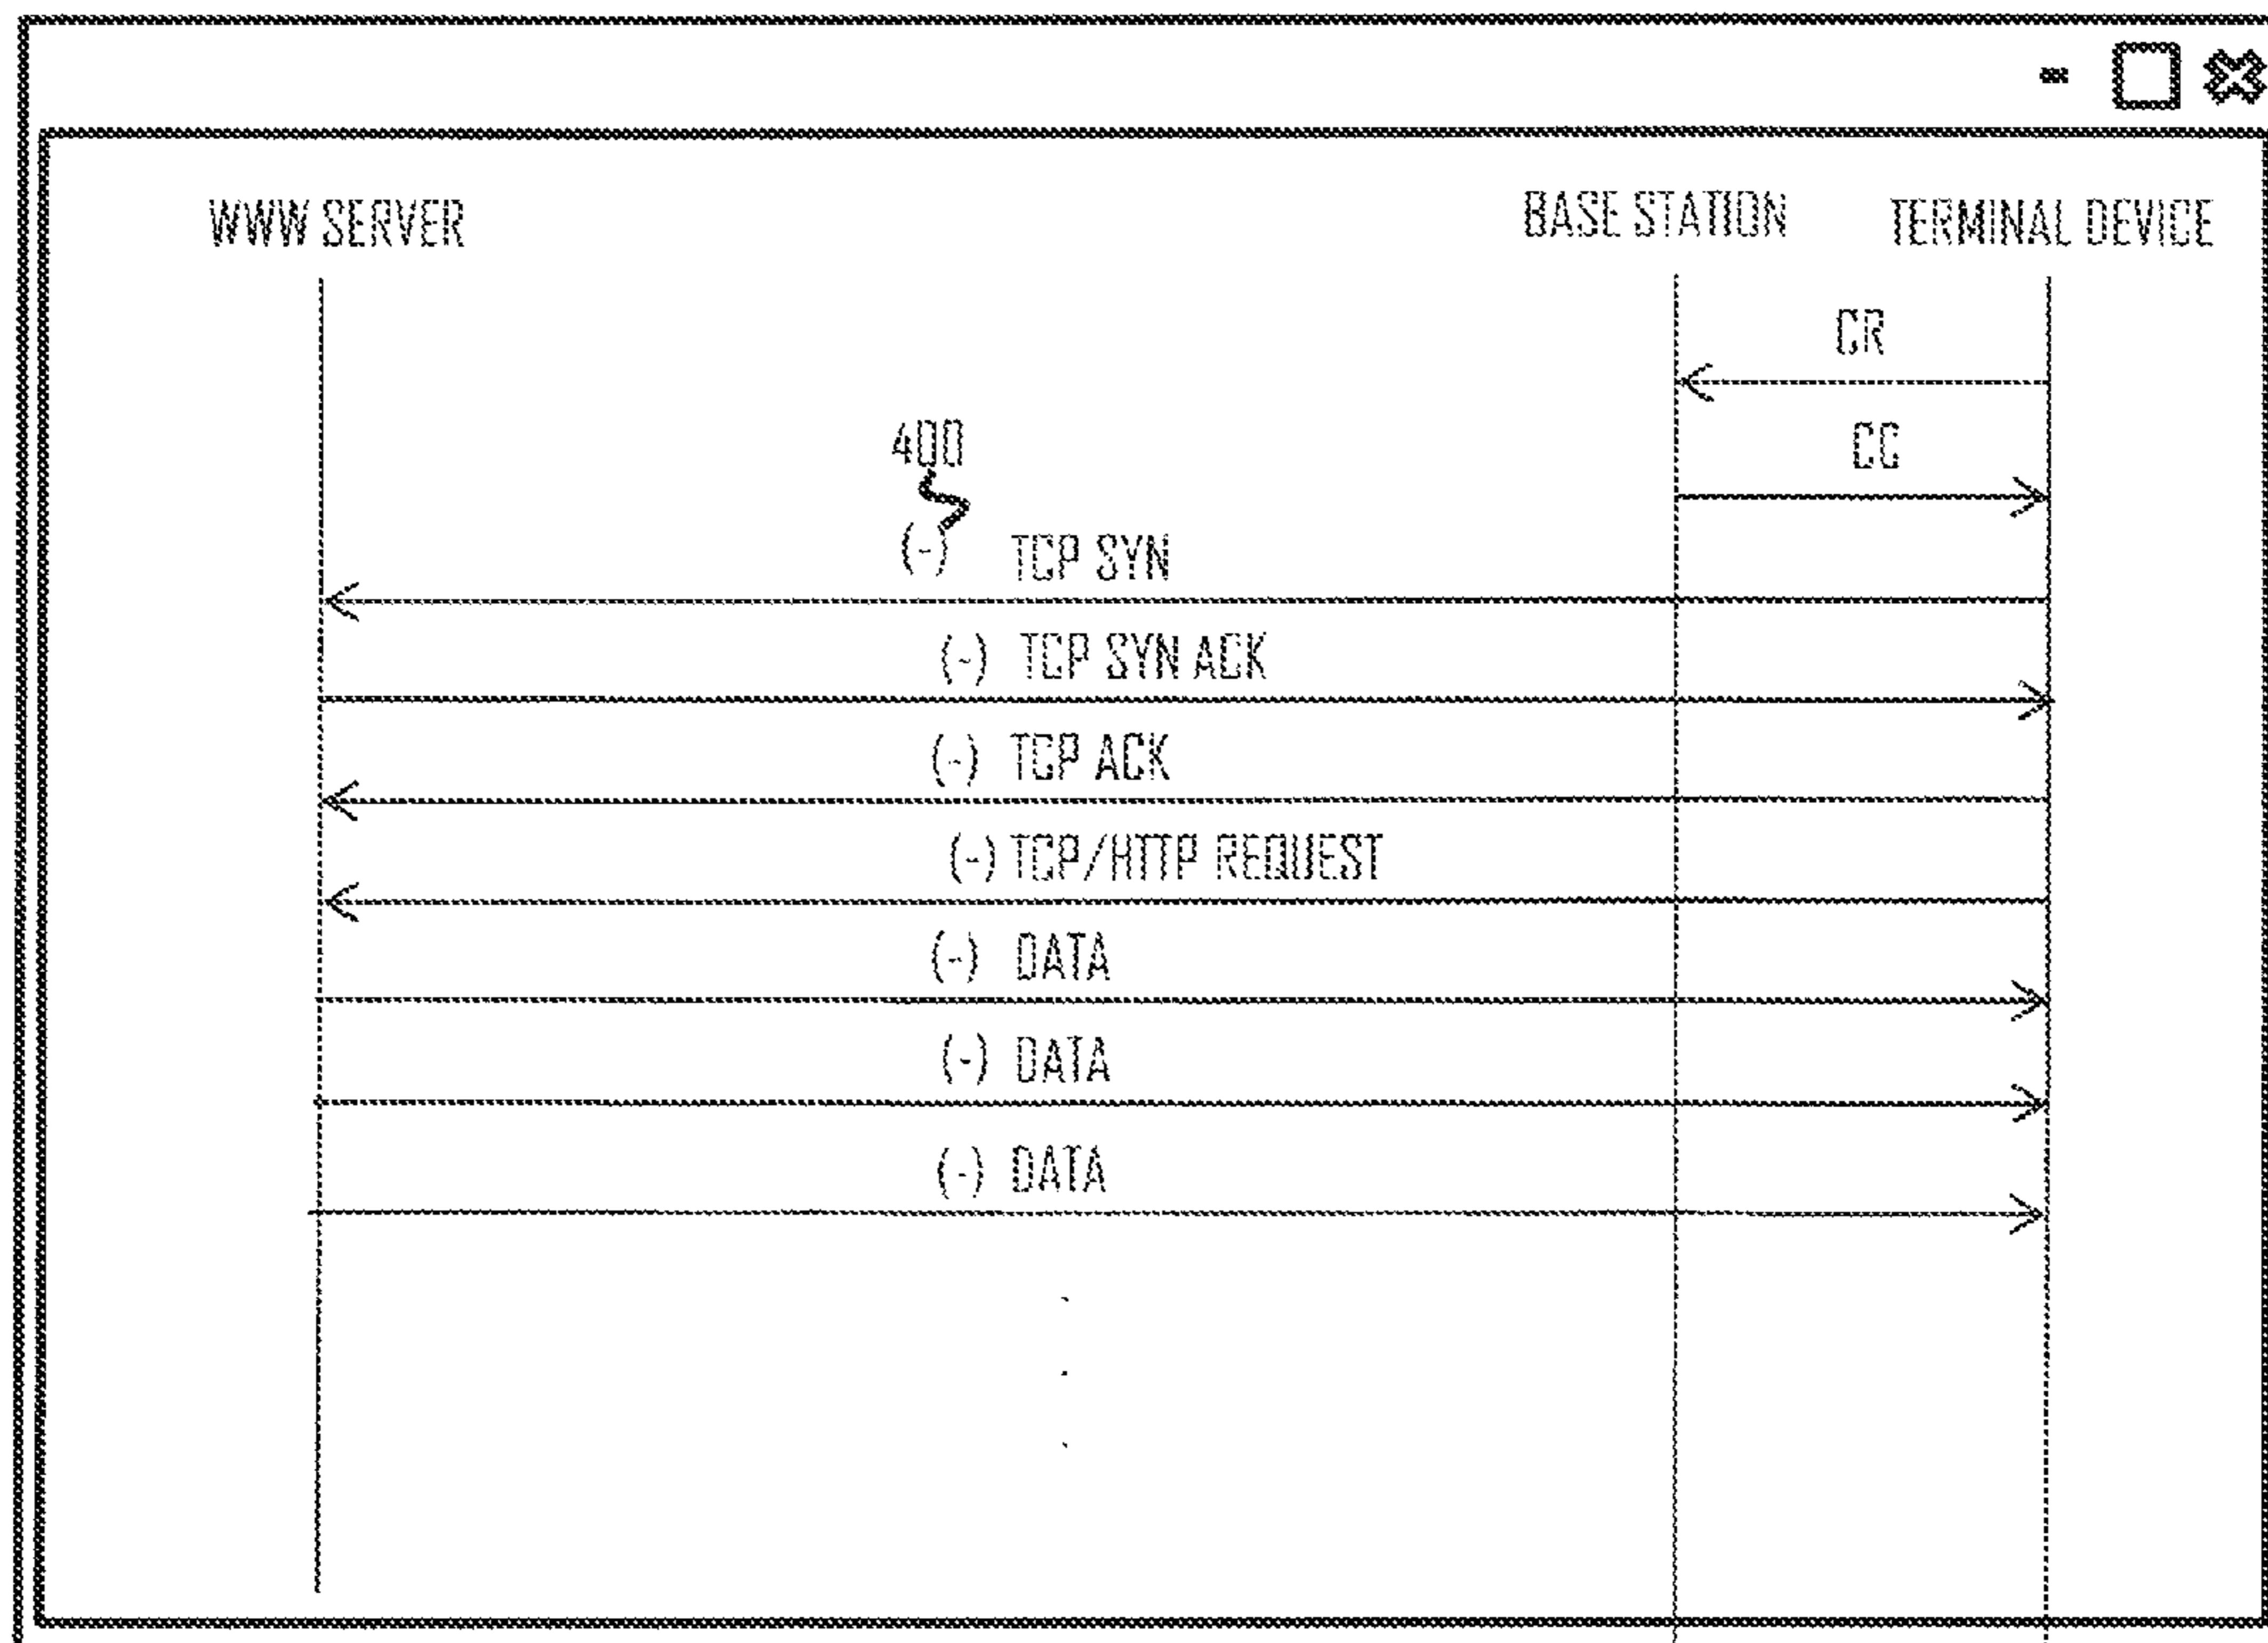 WWW SERVER BASE STATION TERMINAL DEVICE
CR
CC
400
(-) TCP SYN
(-) TCP SYN ACK
(-) TCP ACK
(-) TCP/HTTP REQUEST
(-) DATA
(-) DATA
(-) DATA